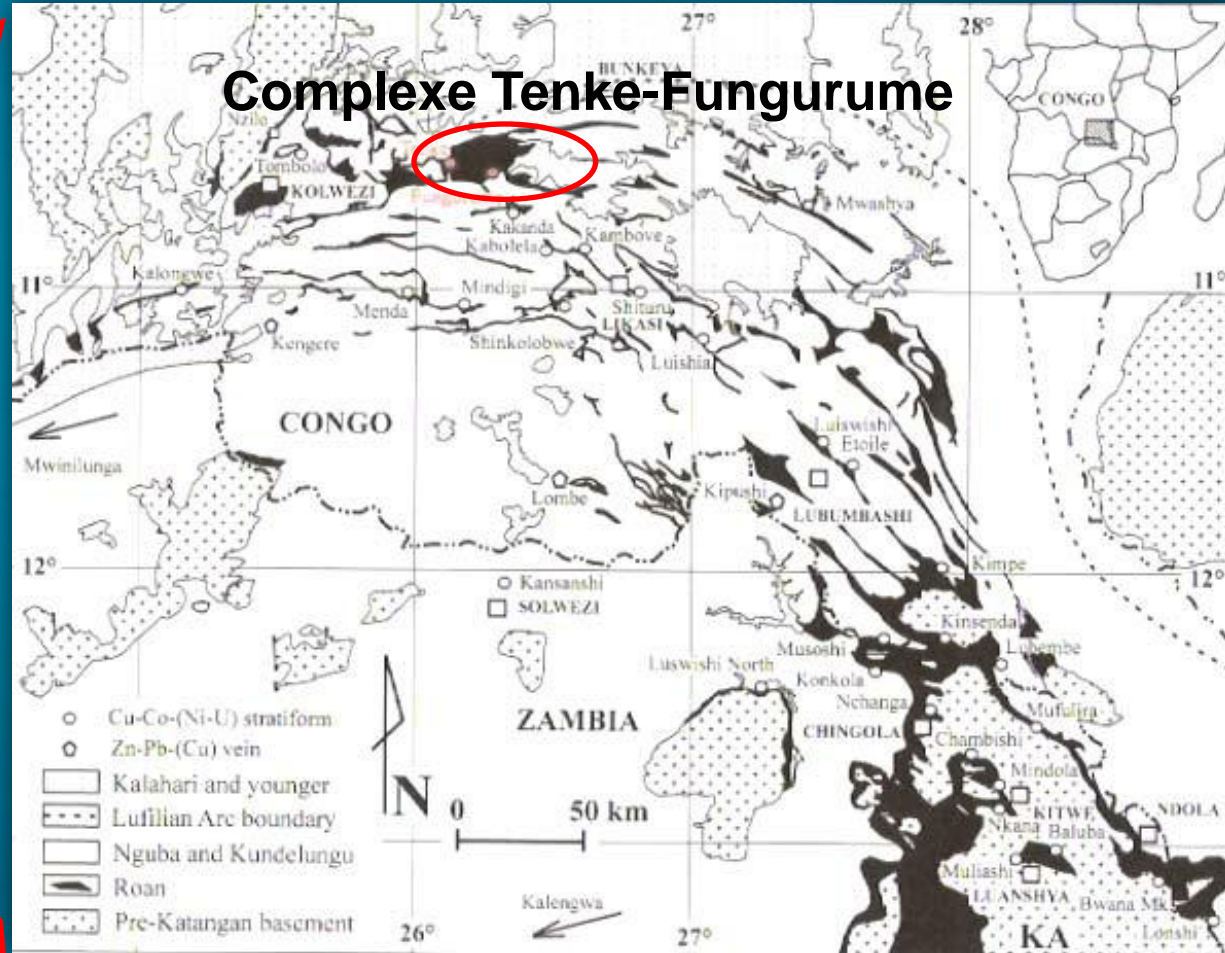 27°
28°
BUNKEYA
Complexe Tenke-Fungurume
CONGO
Nzilo
Tombolo
KOLWEZI
Mwashya
Kakanda
Kabolela
Kambove
Kalongwe
11°
11°
Menda
Mindigi
Shituru
LIKASI
Kengere
Shinkolobwe
Luishia
CONGO
Luiswishi
Etoile
Mwinilunga
Lombe
Kipushi
LUBUMBASHI
12°
12°
Kansanshi
Kimpe
SOLWEZI
Kinsenda
Musoshi
Lubembe
Luswishi North
Konkola
Nchanga
Mufulira
ZAMBIA
CHINGOLA
Chambishi
Mindola
KITWE
NDOLA
Nkana
Baluba
Muliashi
LUANSHYA
Bwana Mk.
Lonshi
KA
Cu-Co-(Ni-U) stratiform
Zn-Pb-(Cu) vein
Kalahari and younger
Lufilian Arc boundary
Nguba and Kundelungu
Roan
Pre-Katangan basement
N
0
50 km
Kalengwa
26°
27°